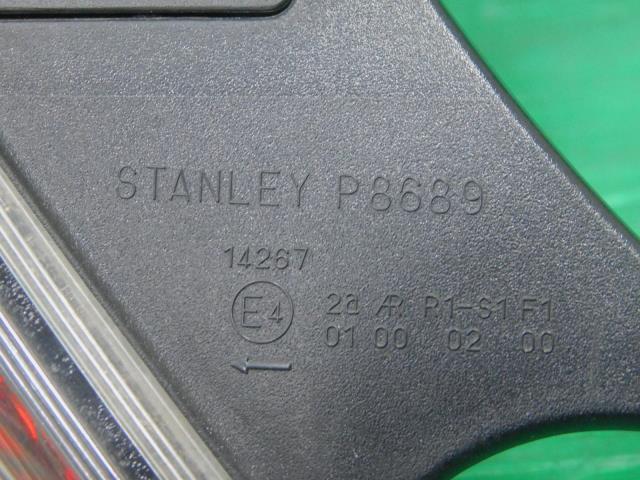 STANLEY P8689
14267
E4 2a AR R1-S1 F1
01 00 02 00